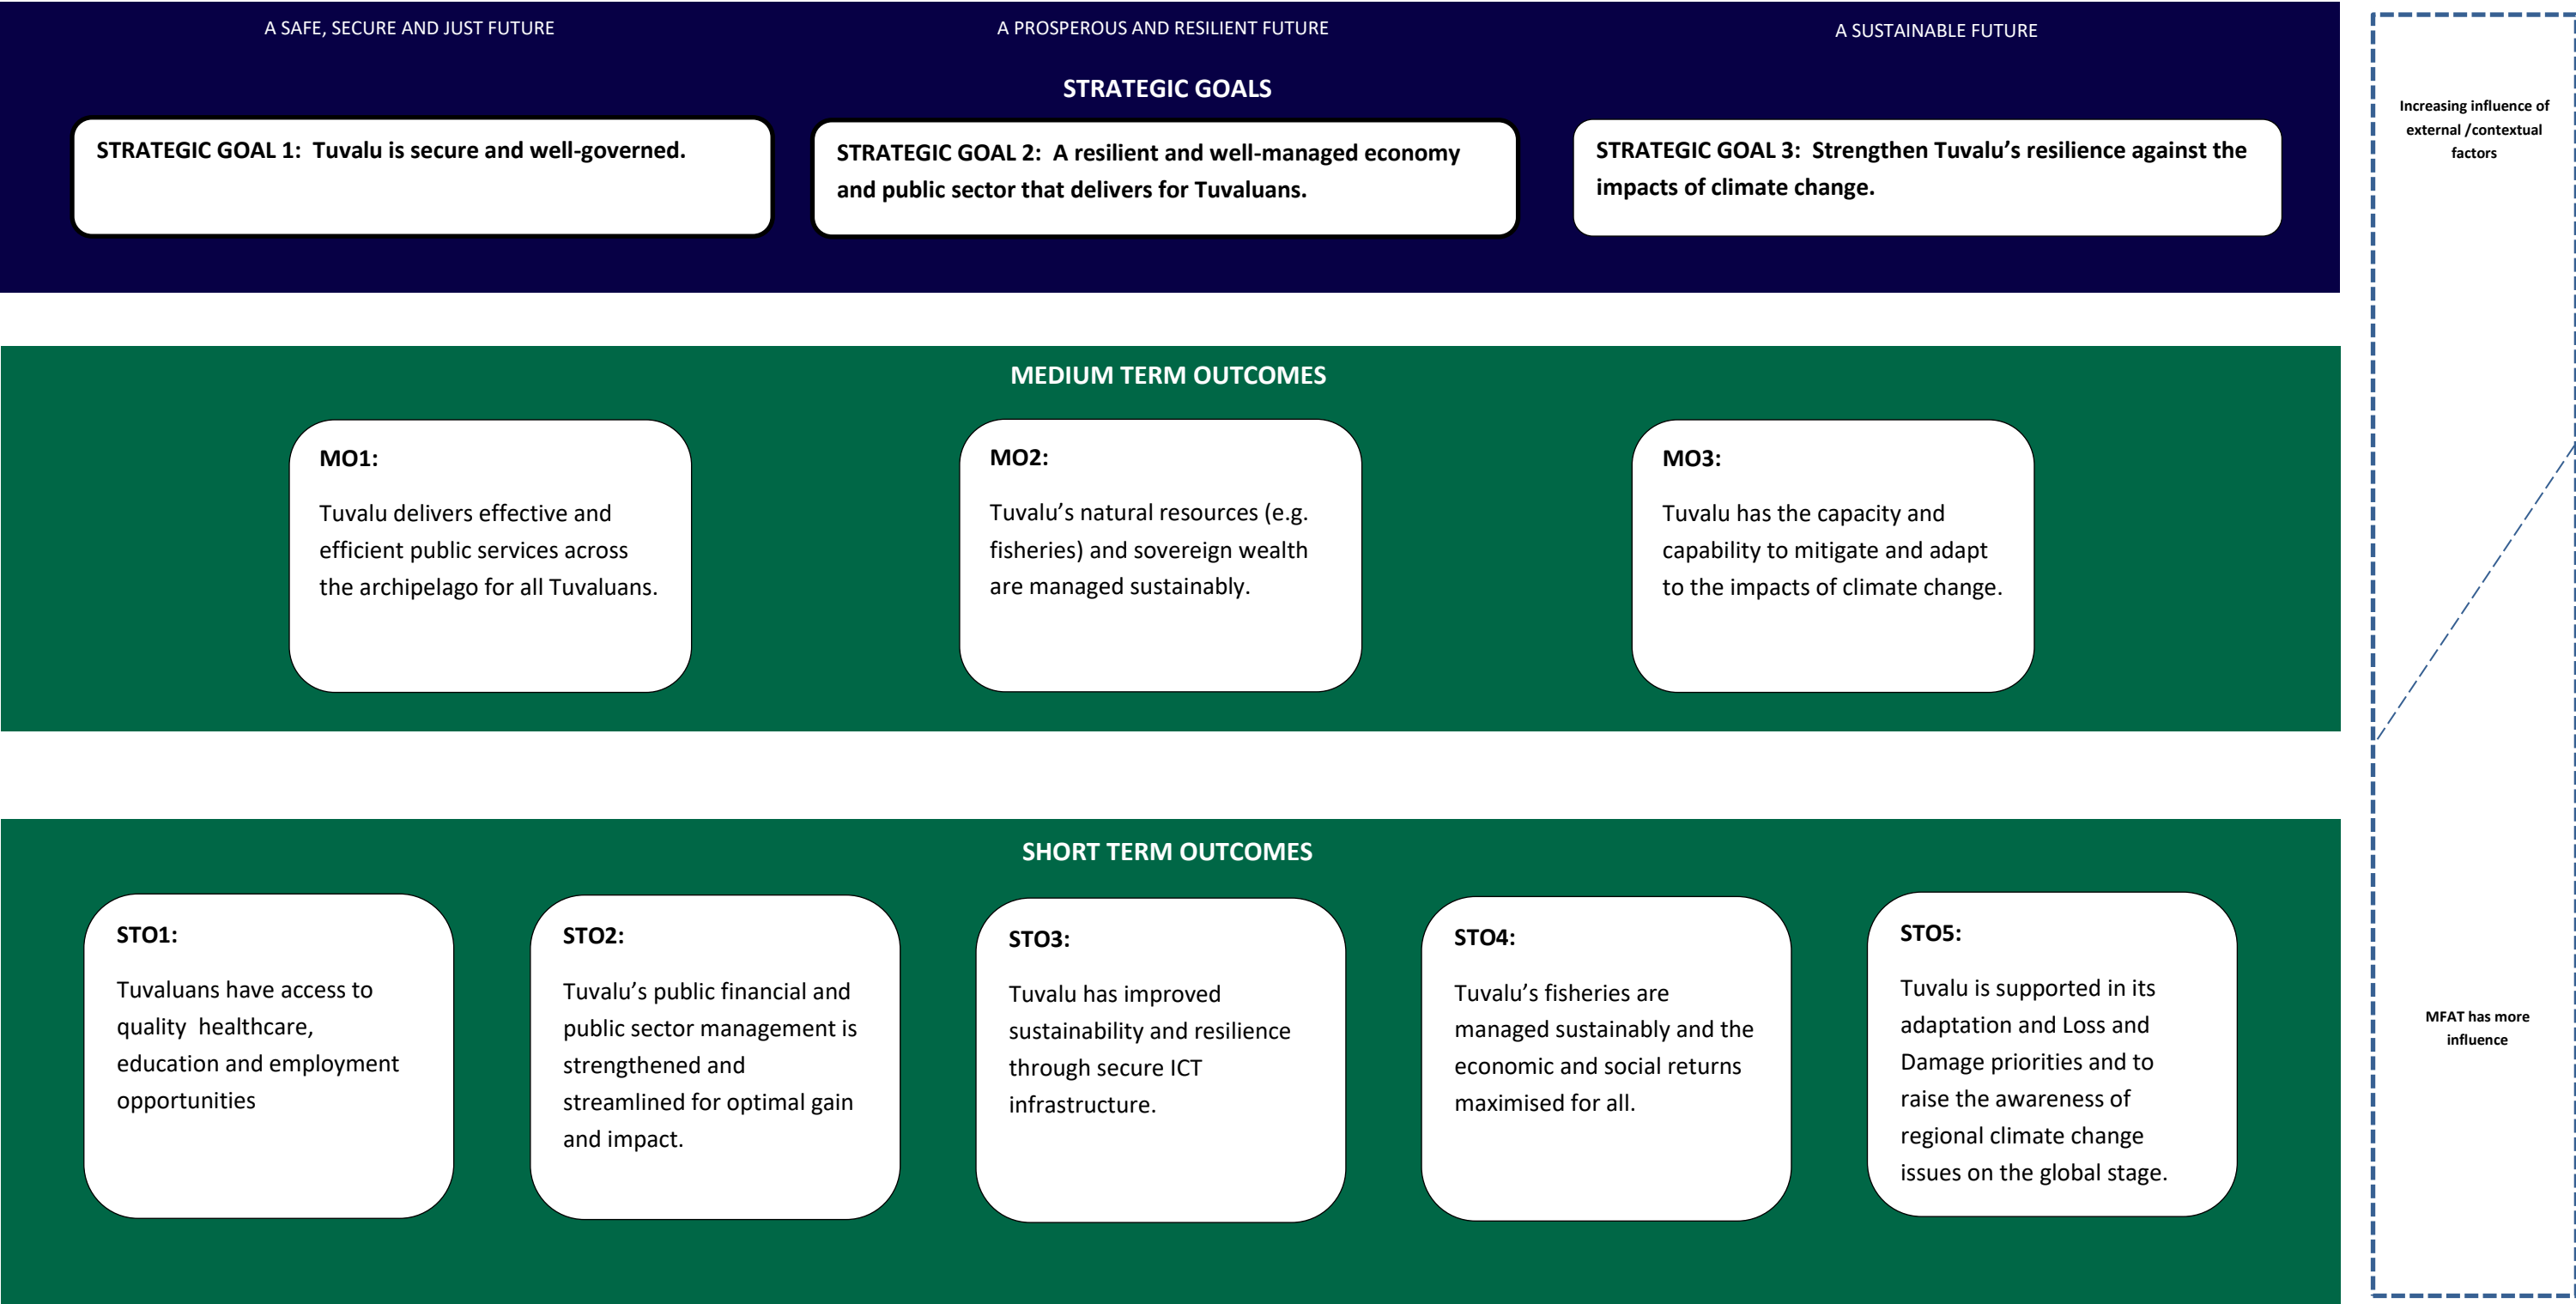 A SAFE, SECURE AND JUST FUTURE
A PROSPEROUS AND RESILIENT FUTURE
A SUSTAINABLE FUTURE
STRATEGIC GOALS
STRATEGIC GOAL 1:  Tuvalu is secure and well-governed.
STRATEGIC GOAL 2:  A resilient and well-managed economy
and public sector that delivers for Tuvaluans.
STRATEGIC GOAL 3:  Strengthen Tuvalu’s resilience against the
impacts of climate change.
MEDIUM TERM OUTCOMES
MO1:
Tuvalu delivers effective and
efficient public services across
the archipelago for all Tuvaluans.
MO2:
Tuvalu’s natural resources (e.g.
fisheries) and sovereign wealth
are managed sustainably.
MO3:
Tuvalu has the capacity and
capability to mitigate and adapt
to the impacts of climate change.
SHORT TERM OUTCOMES
STO1:
Tuvaluans have access to
quality  healthcare,
education and employment
opportunities
STO2:
Tuvalu’s public financial and
public sector management is
strengthened and
streamlined for optimal gain
and impact.
STO3:
Tuvalu has improved
sustainability and resilience
through secure ICT
infrastructure.
STO4:
Tuvalu’s fisheries are
managed sustainably and the
economic and social returns
maximised for all.
STO5:
Tuvalu is supported in its
adaptation and Loss and
Damage priorities and to
raise the awareness of
regional climate change
issues on the global stage.
Increasing influence of
external /contextual
factors
MFAT has more
influence